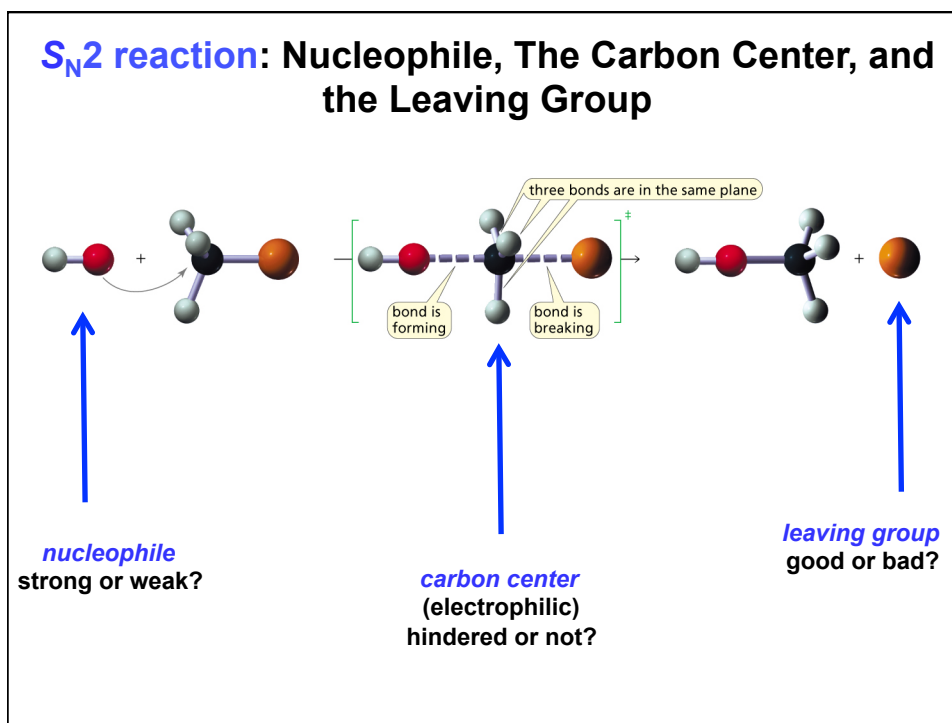 S_N2 reaction: Nucleophile, The Carbon Center, and
the Leaving Group
three bonds are in the same plane
‡
+
+
bond is
forming
bond is
breaking
nucleophile
strong or weak?
carbon center
(electrophilic)
hindered or not?
leaving group
good or bad?